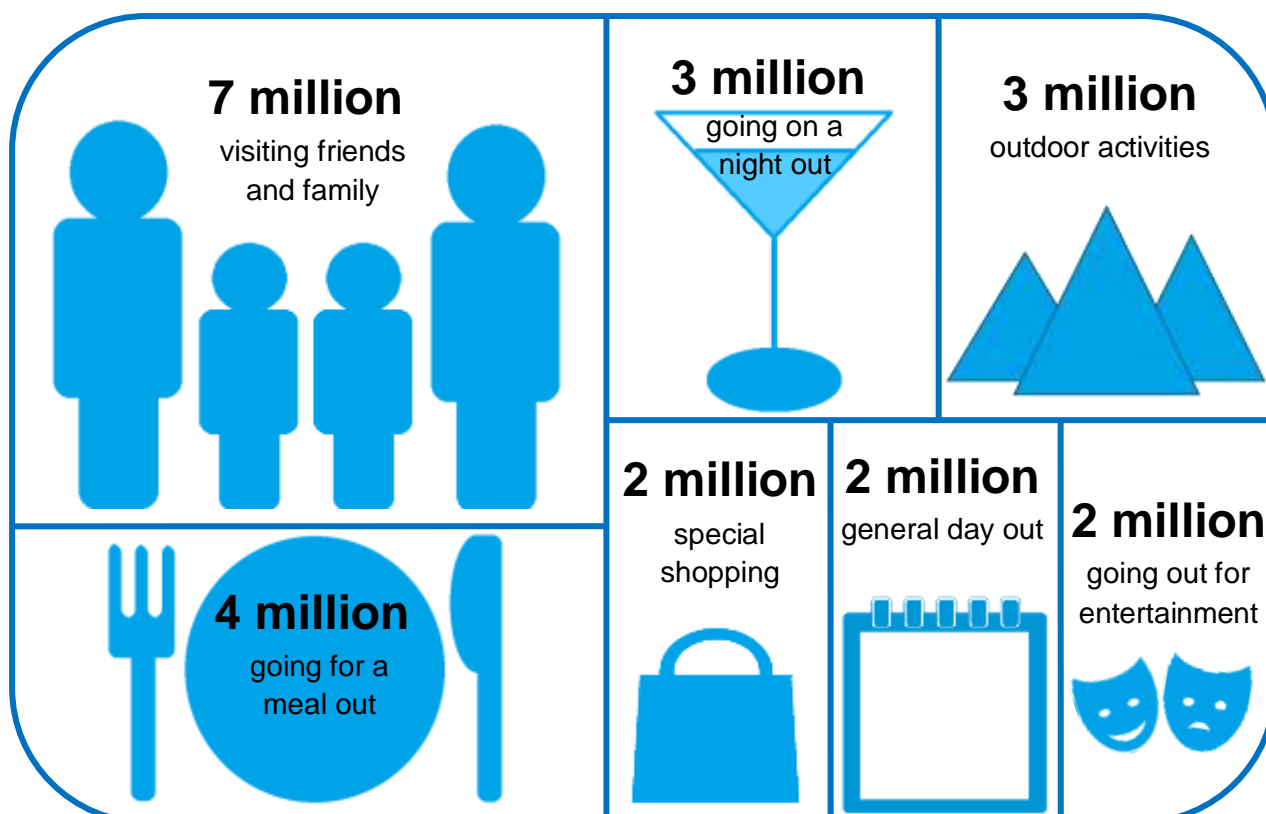 7 million
visiting friends
and family
3 million
going on a
night out
3 million
outdoor activities
4 million
going for a
meal out
2 million
special
shopping
2 million
general day out
2 million
going out for
entertainment